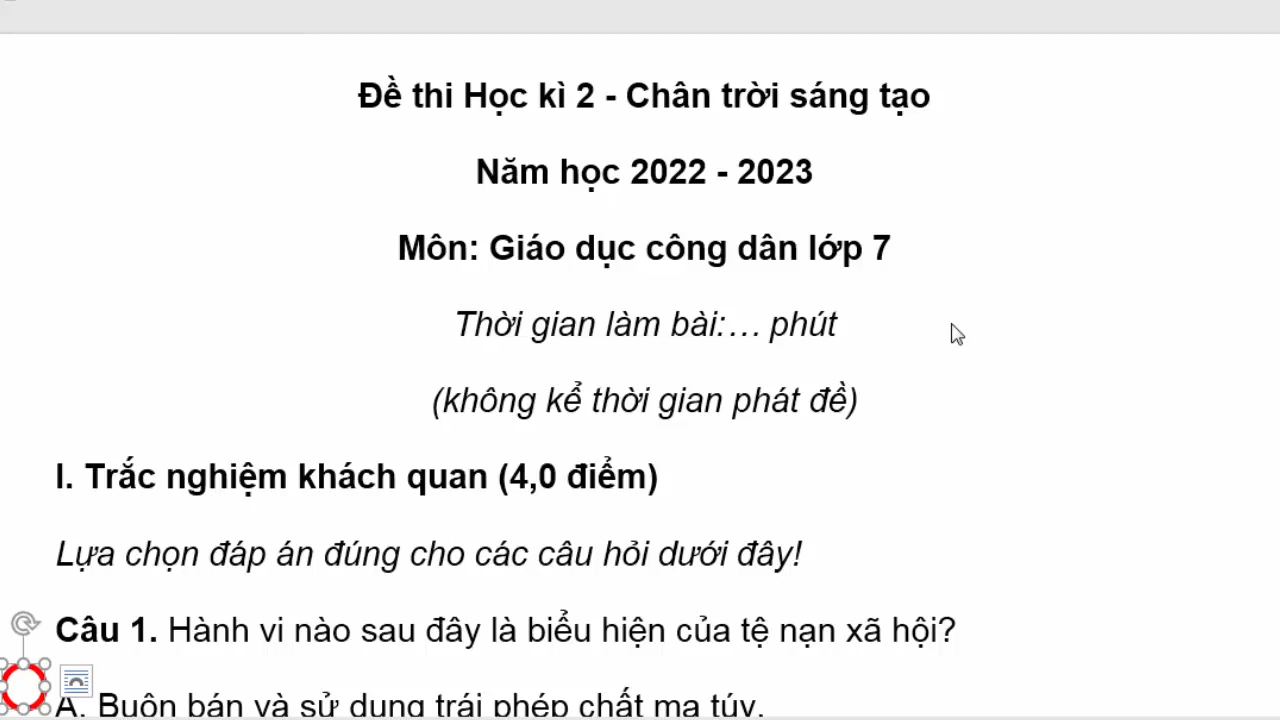 Đề thi Học kì 2 - Chân trời sáng tạo
Năm học 2022 - 2023
Môn: Giáo dục công dân lớp 7
Thời gian làm bài:… phút
(không kể thời gian phát đề)
I. Trắc nghiệm khách quan (4,0 điểm)
Lựa chọn đáp án đúng cho các câu hỏi dưới đây!
Câu 1. Hành vi nào sau đây là biểu hiện của tệ nạn xã hội?
A. Buôn bán và sử dụng trái phép chất ma túy.